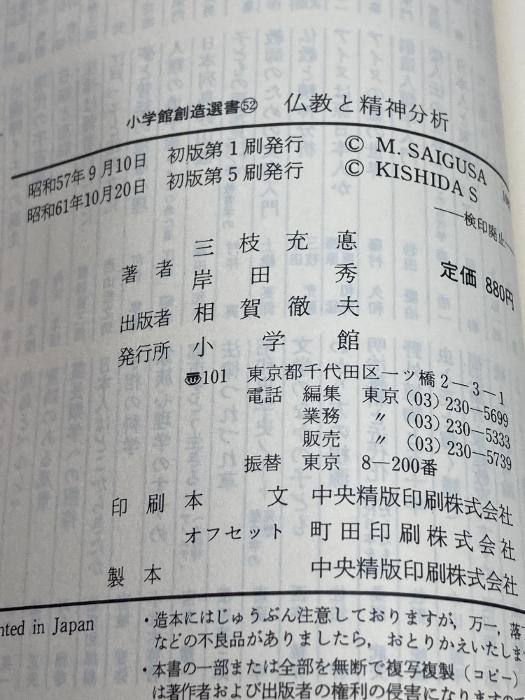 小学館創造選書㊾52 仏教と精神分析
昭和57年9月10日 初版第1刷発行 © M. SAIGUSA
昭和61年10月20日 初版第5刷発行 © KISHIDA S
——検印廃止
著者 三枝充悳
岸田秀
定価 880円
出版者 相賀徹夫
発行所 小学館
〠101 東京都千代田区一ツ橋2-3-1
電話 編集 東京(03)230-5699
業務 〃 (03)230-5333
販売 〃 (03)230-5739
振替 東京 8-200番
印刷 本文 中央精版印刷株式会社
オフセット 町田印刷株式会社
製本 中央精版印刷株式会社
nted in Japan
・造本にはじゅうぶん注意しておりますが,万一,落丁
などの不良品がありましたら,おとりかえいたしま
・本書の一部または全部を無断で複写複製(コピー)
は著作者および出版者の権利の侵害になりますので